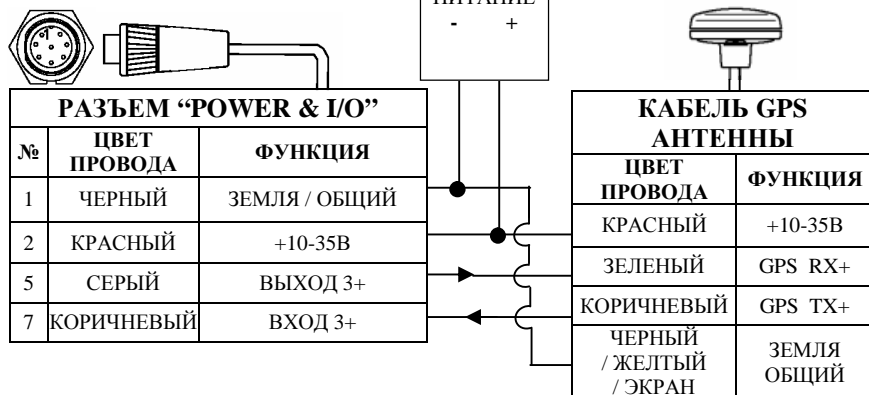 ПИТАНИЕ
- +
РАЗЪЕМ “POWER & I/O”
№ ЦВЕТ ПРОВОДА ФУНКЦИЯ
1 ЧЕРНЫЙ ЗЕМЛЯ / ОБЩИЙ
2 КРАСНЫЙ +10-35В
5 СЕРЫЙ ВЫХОД 3+
7 КОРИЧНЕВЫЙ ВХОД 3+
КАБЕЛЬ GPS
АНТЕННЫ
ЦВЕТ ПРОВОДА ФУНКЦИЯ
КРАСНЫЙ +10-35В
ЗЕЛЕНЫЙ GPS RX+
КОРИЧНЕВЫЙ GPS TX+
ЧЕРНЫЙ
/ ЖЕЛТЫЙ
/ ЭКРАН
ЗЕМЛЯ
ОБЩИЙ